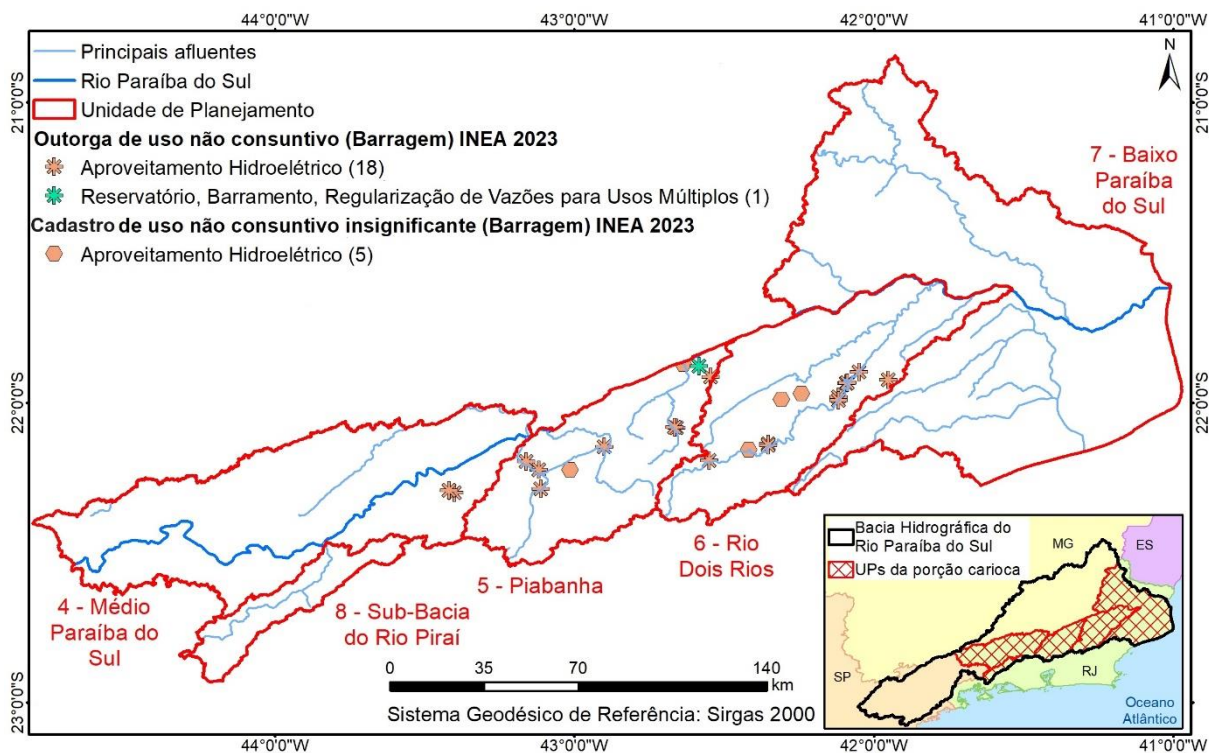 44°0'0"W
43°0'0"W
42°0'0"W
41°0'0"W
N
Principais afluentes
Rio Paraíba do Sul
Unidade de Planejamento
Outorga de uso não consuntivo (Barragem) INEA 2023
Aproveitamento Hidroelétrico (18)
Reservatório, Barramento, Regularização de Vazões para Usos Múltiplos (1)
Cadastro de uso não consuntivo insignificante (Barragem) INEA 2023
Aproveitamento Hidroelétrico (5)
21°0'0"S
21°0'0"S
7 - Baixo
Paraíba
do Sul
22°0'0"S
22°0'0"S
6 - Rio
Dois Rios
5 - Piabanha
4 - Médio
Paraíba do
Sul
8 - Sub-Bacia
do Rio Piraí
0 35 70 140
km
Sistema Geodésico de Referência: Sirgas 2000
Bacia Hidrográfica do
Rio Paraíba do Sul
UPs da porção carioca
MG
ES
SP
RJ
Oceano
Atlântico
23°0'0"S
23°0'0"S
44°0'0"W
43°0'0"W
42°0'0"W
41°0'0"W